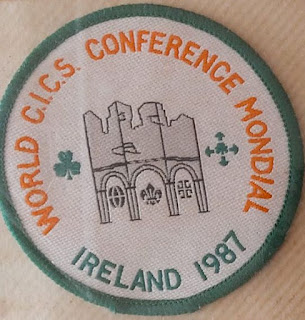 WORLD C.I.C.S. CONFERENCE MONDIAL
IRELAND 1987